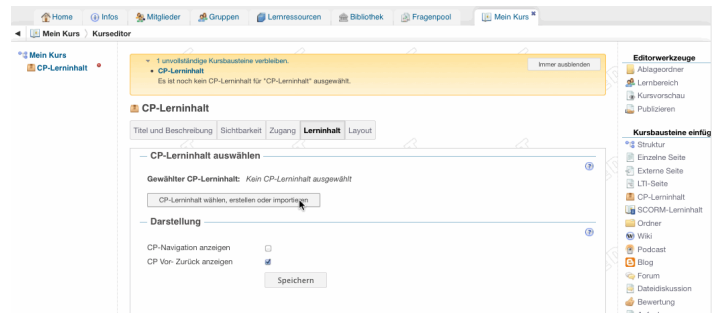 Home Infos Mitglieder Gruppen Lernressourcen Bibliothek Fragenpool Mein Kurs
Mein Kurs Kurseditor
Mein Kurs
CP-Lerninhalt
1 unvollständige Kursbausteine verbleiben.
CP-Lerninhalt
Es ist noch kein CP-Lerninhalt für "CP-Lerninhalt" ausgewählt.
Immer ausblenden
CP-Lerninhalt
Titel und Beschreibung Sichtbarkeit Zugang Lerninhalt Layout
CP-Lerninhalt auswählen
Gewählter CP-Lerninhalt: Kein CP-Lerninhalt ausgewählt
CP-Lerninhalt wählen, erstellen oder importieren
Darstellung
CP-Navigation anzeigen
CP Vor- Zurück anzeigen
Speichern
Editorwerkzeuge
Ablageordner
Lernbereich
Kursvorschau
Publizieren
Kursbausteine einfüg
Struktur
Einzelne Seite
Externe Seite
LTI-Seite
CP-Lerninhalt
SCORM-Lerninhalt
Ordner
Wiki
Podcast
Blog
Forum
Dateidiskussion
Bewertung